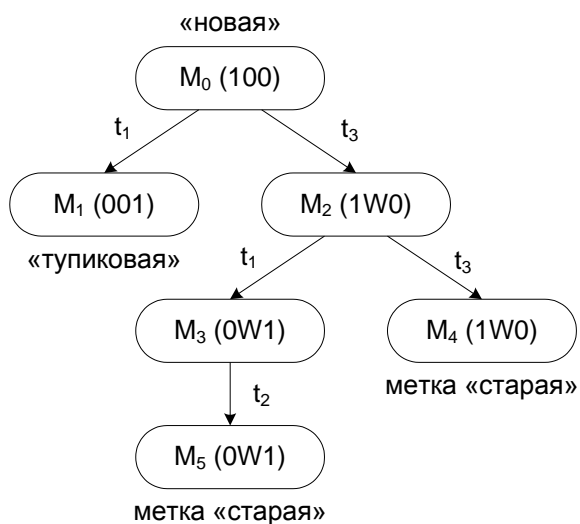 «новая»
M₀ (100)
t₁
t₃
M₁ (001)
M₂ (1W0)
«тупиковая»
t₁
t₃
M₃ (0W1)
M₄ (1W0)
метка «старая»
t₂
M₅ (0W1)
метка «старая»